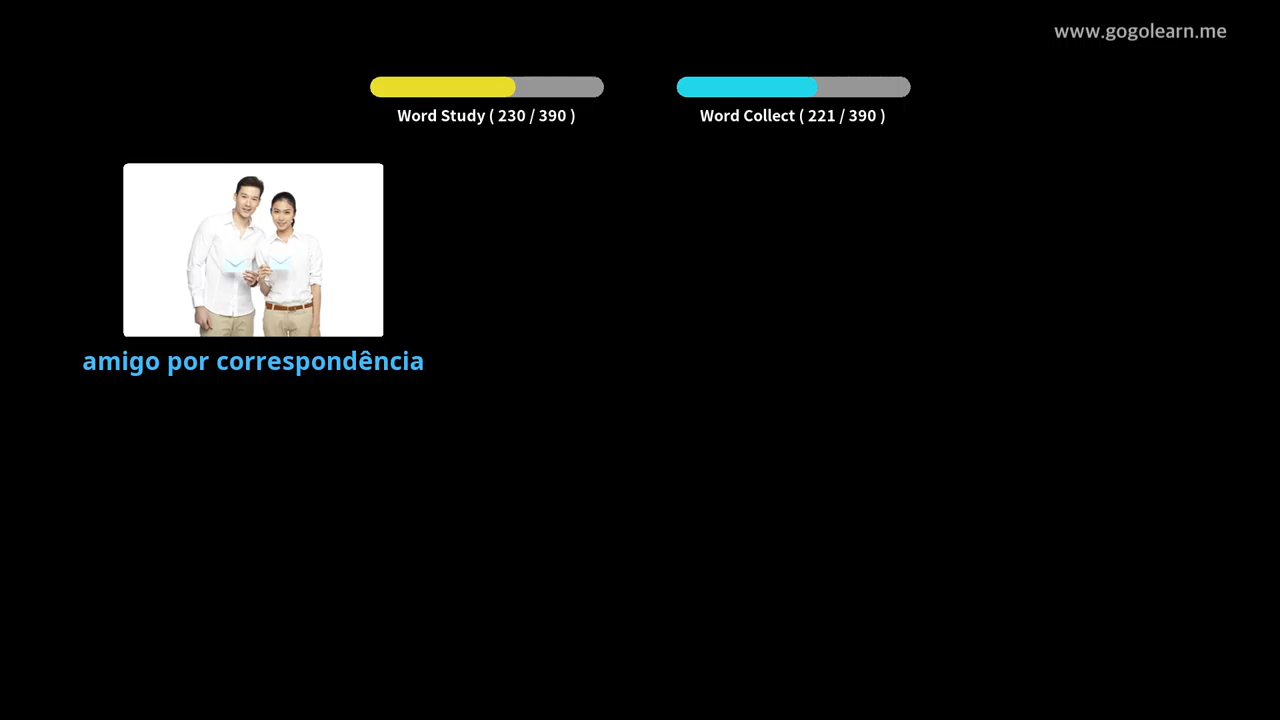 www.gogolearn.me
Word Study ( 230 / 390 )
Word Collect ( 221 / 390 )
amigo por correspondência